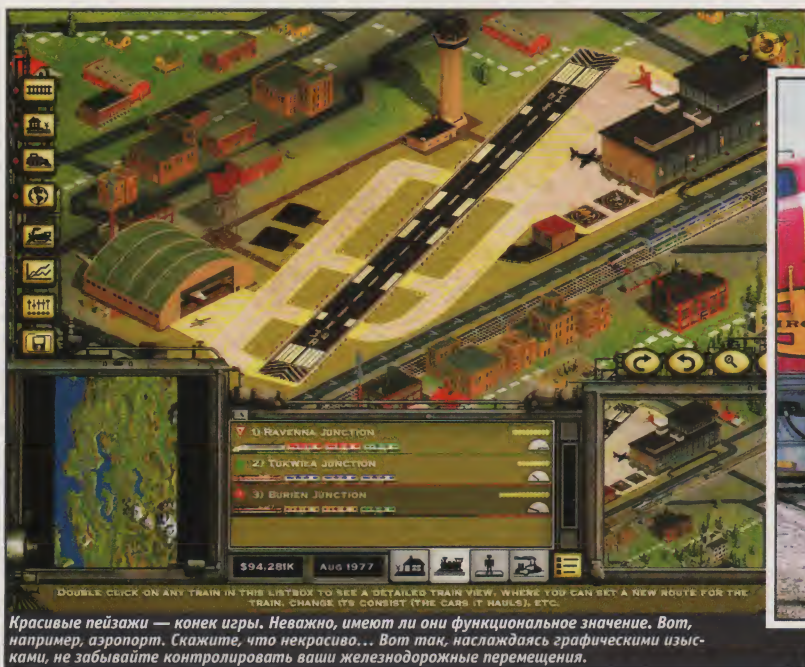 1) RAVENNA JUNCTION
2) TUKWILA JUNCTION
3) BURIEN JUNCTION
$94,281K
AUG 1977
DOUBLE CLICK ON ANY TRAIN IN THIS LISTBOX TO SEE A DETAILED TRAIN VIEW, WHERE YOU CAN SET A NEW ROUTE FOR THE
TRAIN, CHANGE ITS CONSIST (THE CARS IT HAULS), ETC.
Красивые пейзажи — конек игры. Неважно, имеют ли они функциональное значение. Вот,
например, аэропорт. Скажите, что некрасиво... Вот так, наслаждаясь графическими изыс-
ками, не забывайте контролировать ваши железнодорожные перемещения.